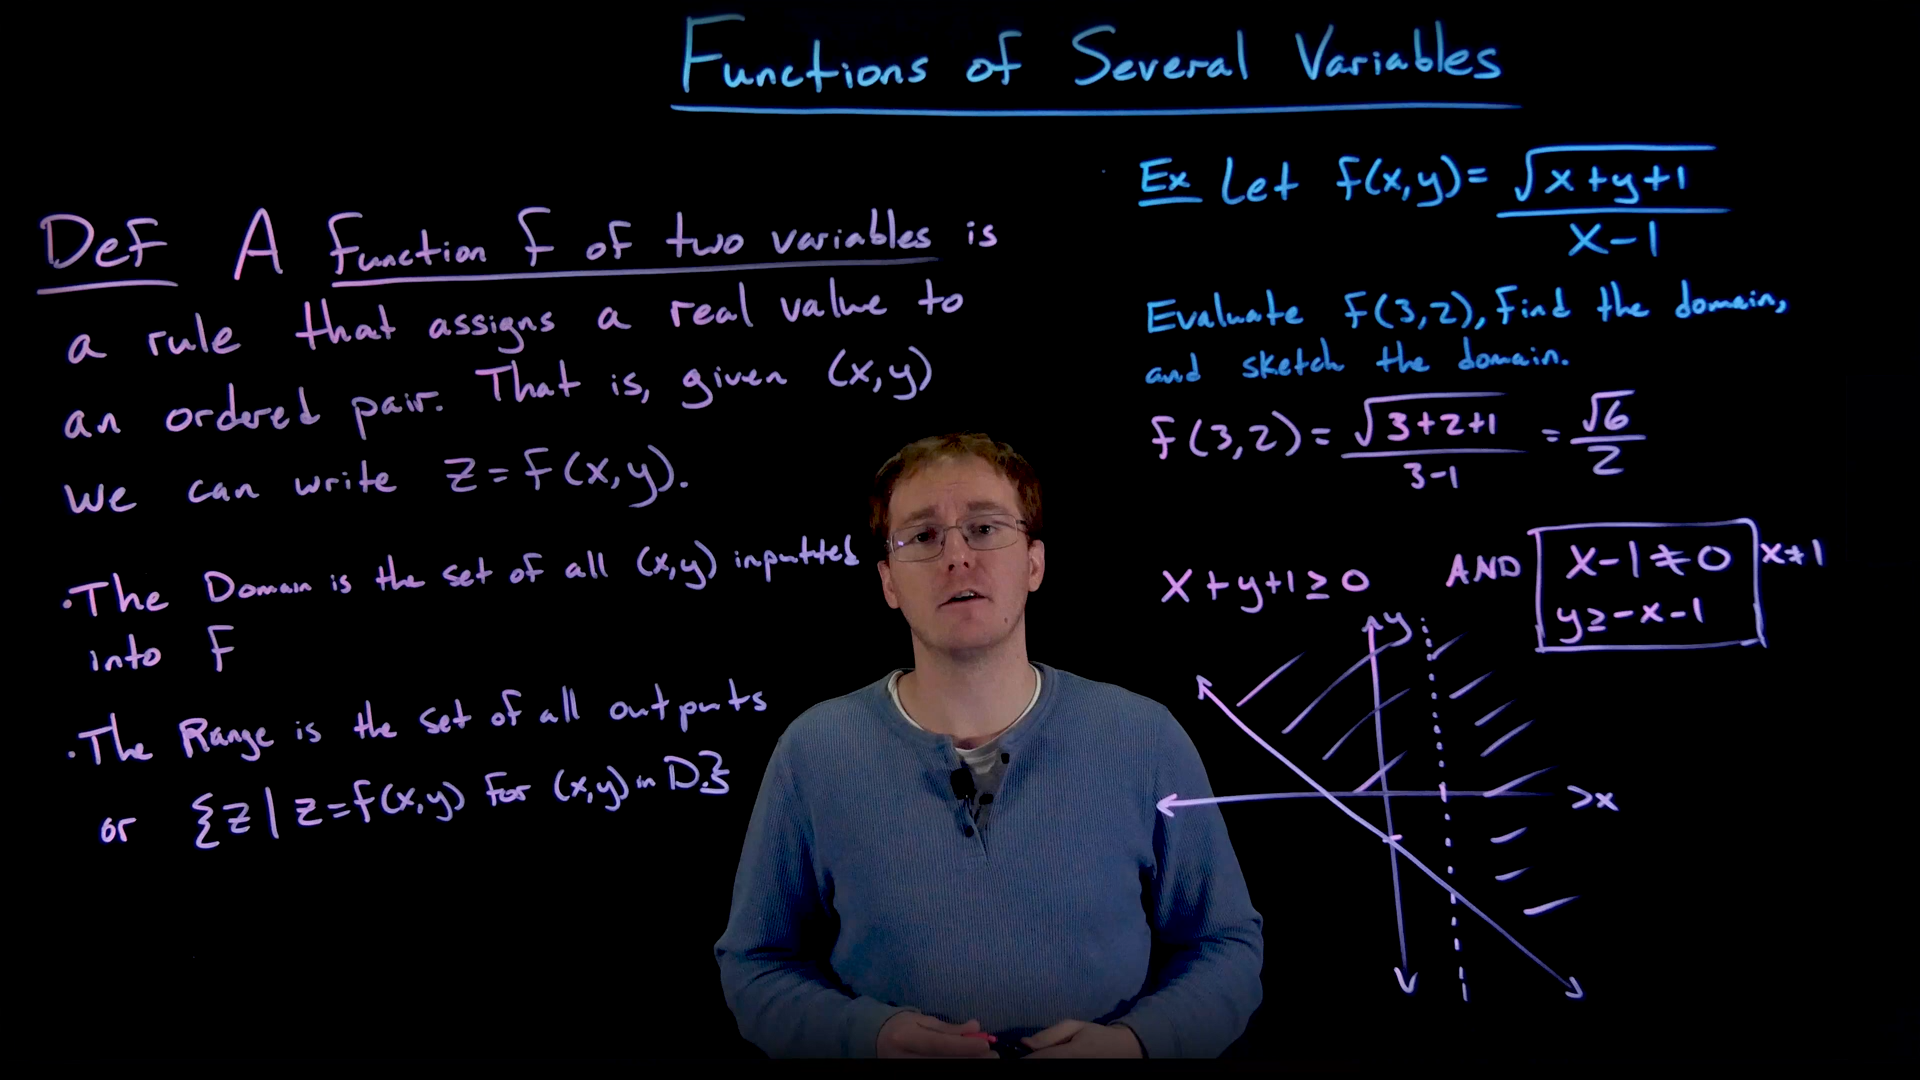 Functions of Several Variables
Def A function f of two variables is
a rule that assigns a real value to
an ordered pair. That is, given (x,y)
we can write z=f(x,y).
·The Domain is the set of all (x,y) inputted
into f
·The Range is the set of all outputs
or {z | z=f(x,y) for (x,y) in D.}
Ex Let f(x,y)= √(x+y+1) / (x-1)
Evaluate f(3,2), find the domain,
and sketch the domain.
f(3,2) = √(3+2+1) / (3-1) = √6 / 2
x+y+1≥0 AND x-1≠0 x≠1
y≥-x-1
y
x